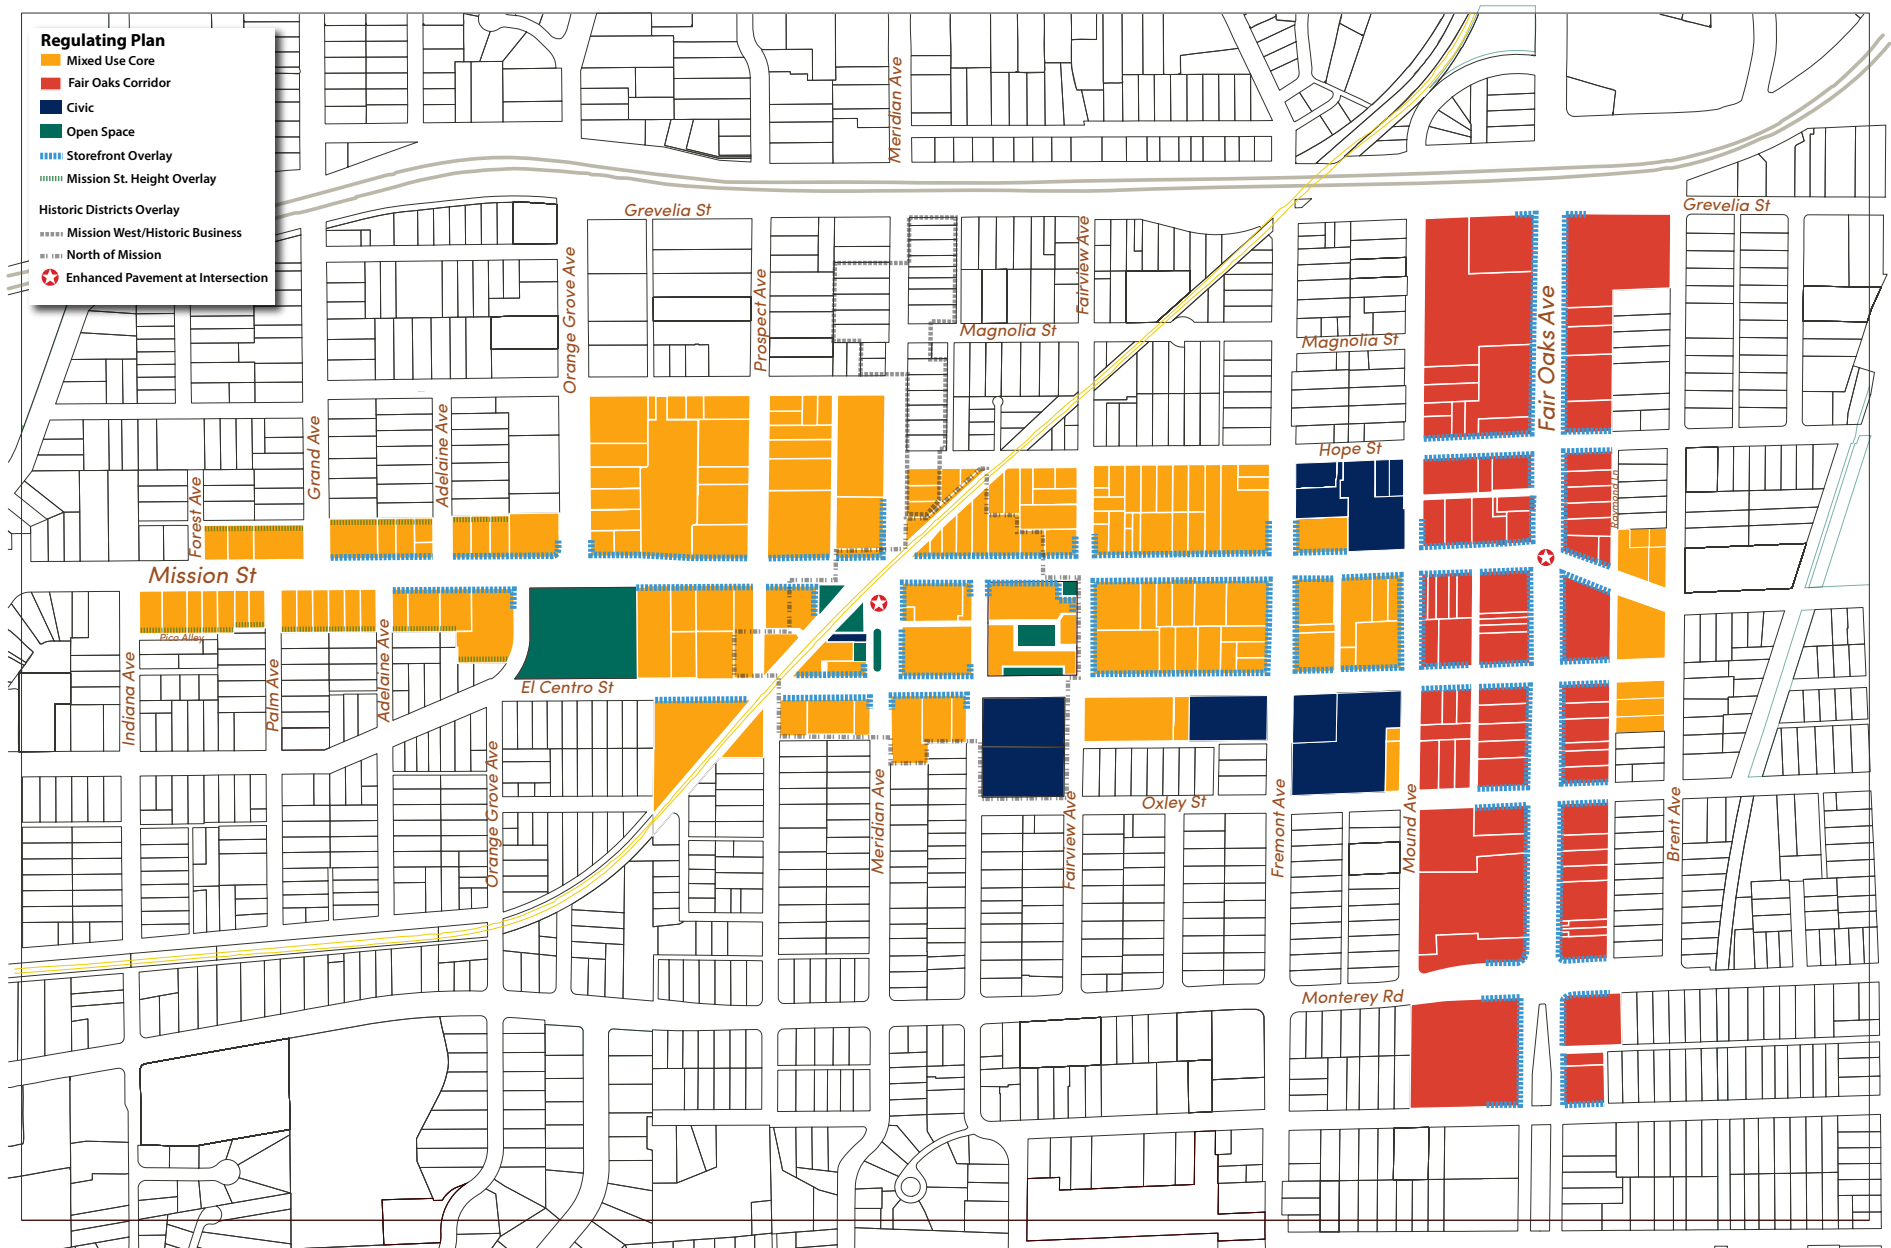 Regulating Plan
Mixed Use Core
Fair Oaks Corridor
Civic
Open Space
Storefront Overlay
Mission St. Height Overlay
Historic Districts Overlay
Mission West/Historic Business
North of Mission
Enhanced Pavement at Intersection
Meridian Ave
Grevelia St
Grevelia St
Orange Grove Ave
Prospect Ave
Fairview Ave
Magnolia St
Magnolia St
Fair Oaks Ave
Grand Ave
Adelaine Ave
Hope St
Forest Ave
Raymond Ln
Mission St
Pico Alley
Indiana Ave
Palm Ave
Adelaine Ave
El Centro St
Orange Grove Ave
Meridian Ave
Fairview Ave
Oxley St
Fremont Ave
Mound Ave
Brent Ave
Monterey Rd